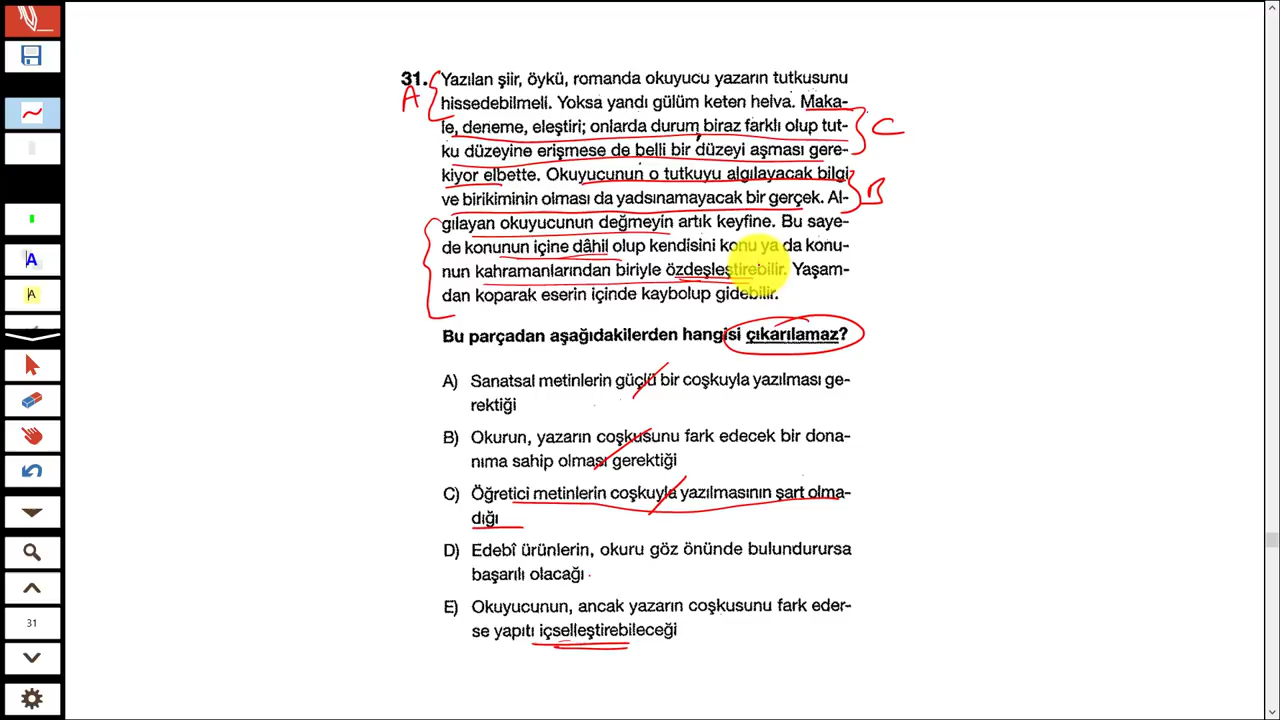 31. Yazılan şiir, öykü, romanda okuyucu yazarın tutkusunu
A
hissedebilmeli. Yoksa yandı gülüm keten helva. Maka-
le, deneme, eleştiri; onlarda durum biraz farklı olup tut-
C
ku düzeyine erişmese de belli bir düzeyi aşması gere-
kiyor elbette. Okuyucunun o tutkuyu algılayacak bilgi
ve birikiminin olması da yadsınamayacak bir gerçek. Al-
B
gılayan okuyucunun değmeyin artık keyfine. Bu saye-
de konunun içine dâhil olup kendisini konu ya da konu-
nun kahramanlarından biriyle özdeşleştirebilir. Yaşam-
dan koparak eserin içinde kaybolup gidebilir.
Bu parçadan aşağıdakilerden hangisi çıkarılamaz?
A) Sanatsal metinlerin güçlü bir coşkuyla yazılması ge-
rektiği
B) Okurun, yazarın coşkusunu fark edecek bir dona-
nıma sahip olması gerektiği
C) Öğretici metinlerin coşkuyla yazılmasının şart olma-
dığı
D) Edebî ürünlerin, okuru göz önünde bulundurursa
başarılı olacağı
E) Okuyucunun, ancak yazarın coşkusunu fark eder-
se yapıtı içselleştirebileceği
A
A
31